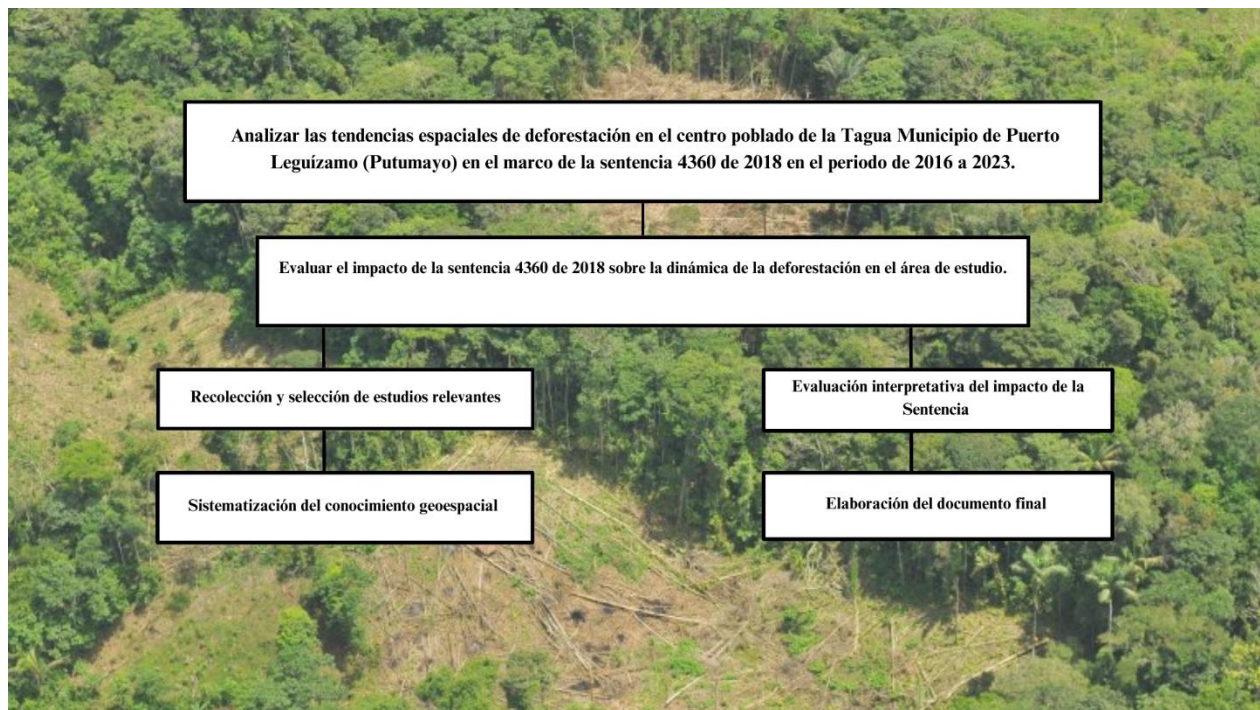 Analizar las tendencias espaciales de deforestación en el centro poblado de la Tagua Municipio de Puerto
Leguízamo (Putumayo) en el marco de la sentencia 4360 de 2018 en el periodo de 2016 a 2023.
Evaluar el impacto de la sentencia 4360 de 2018 sobre la dinámica de la deforestación en el área de estudio.
Recolección y selección de estudios relevantes
Sistematización del conocimiento geoespacial
Evaluación interpretativa del impacto de la
Sentencia
Elaboración del documento final